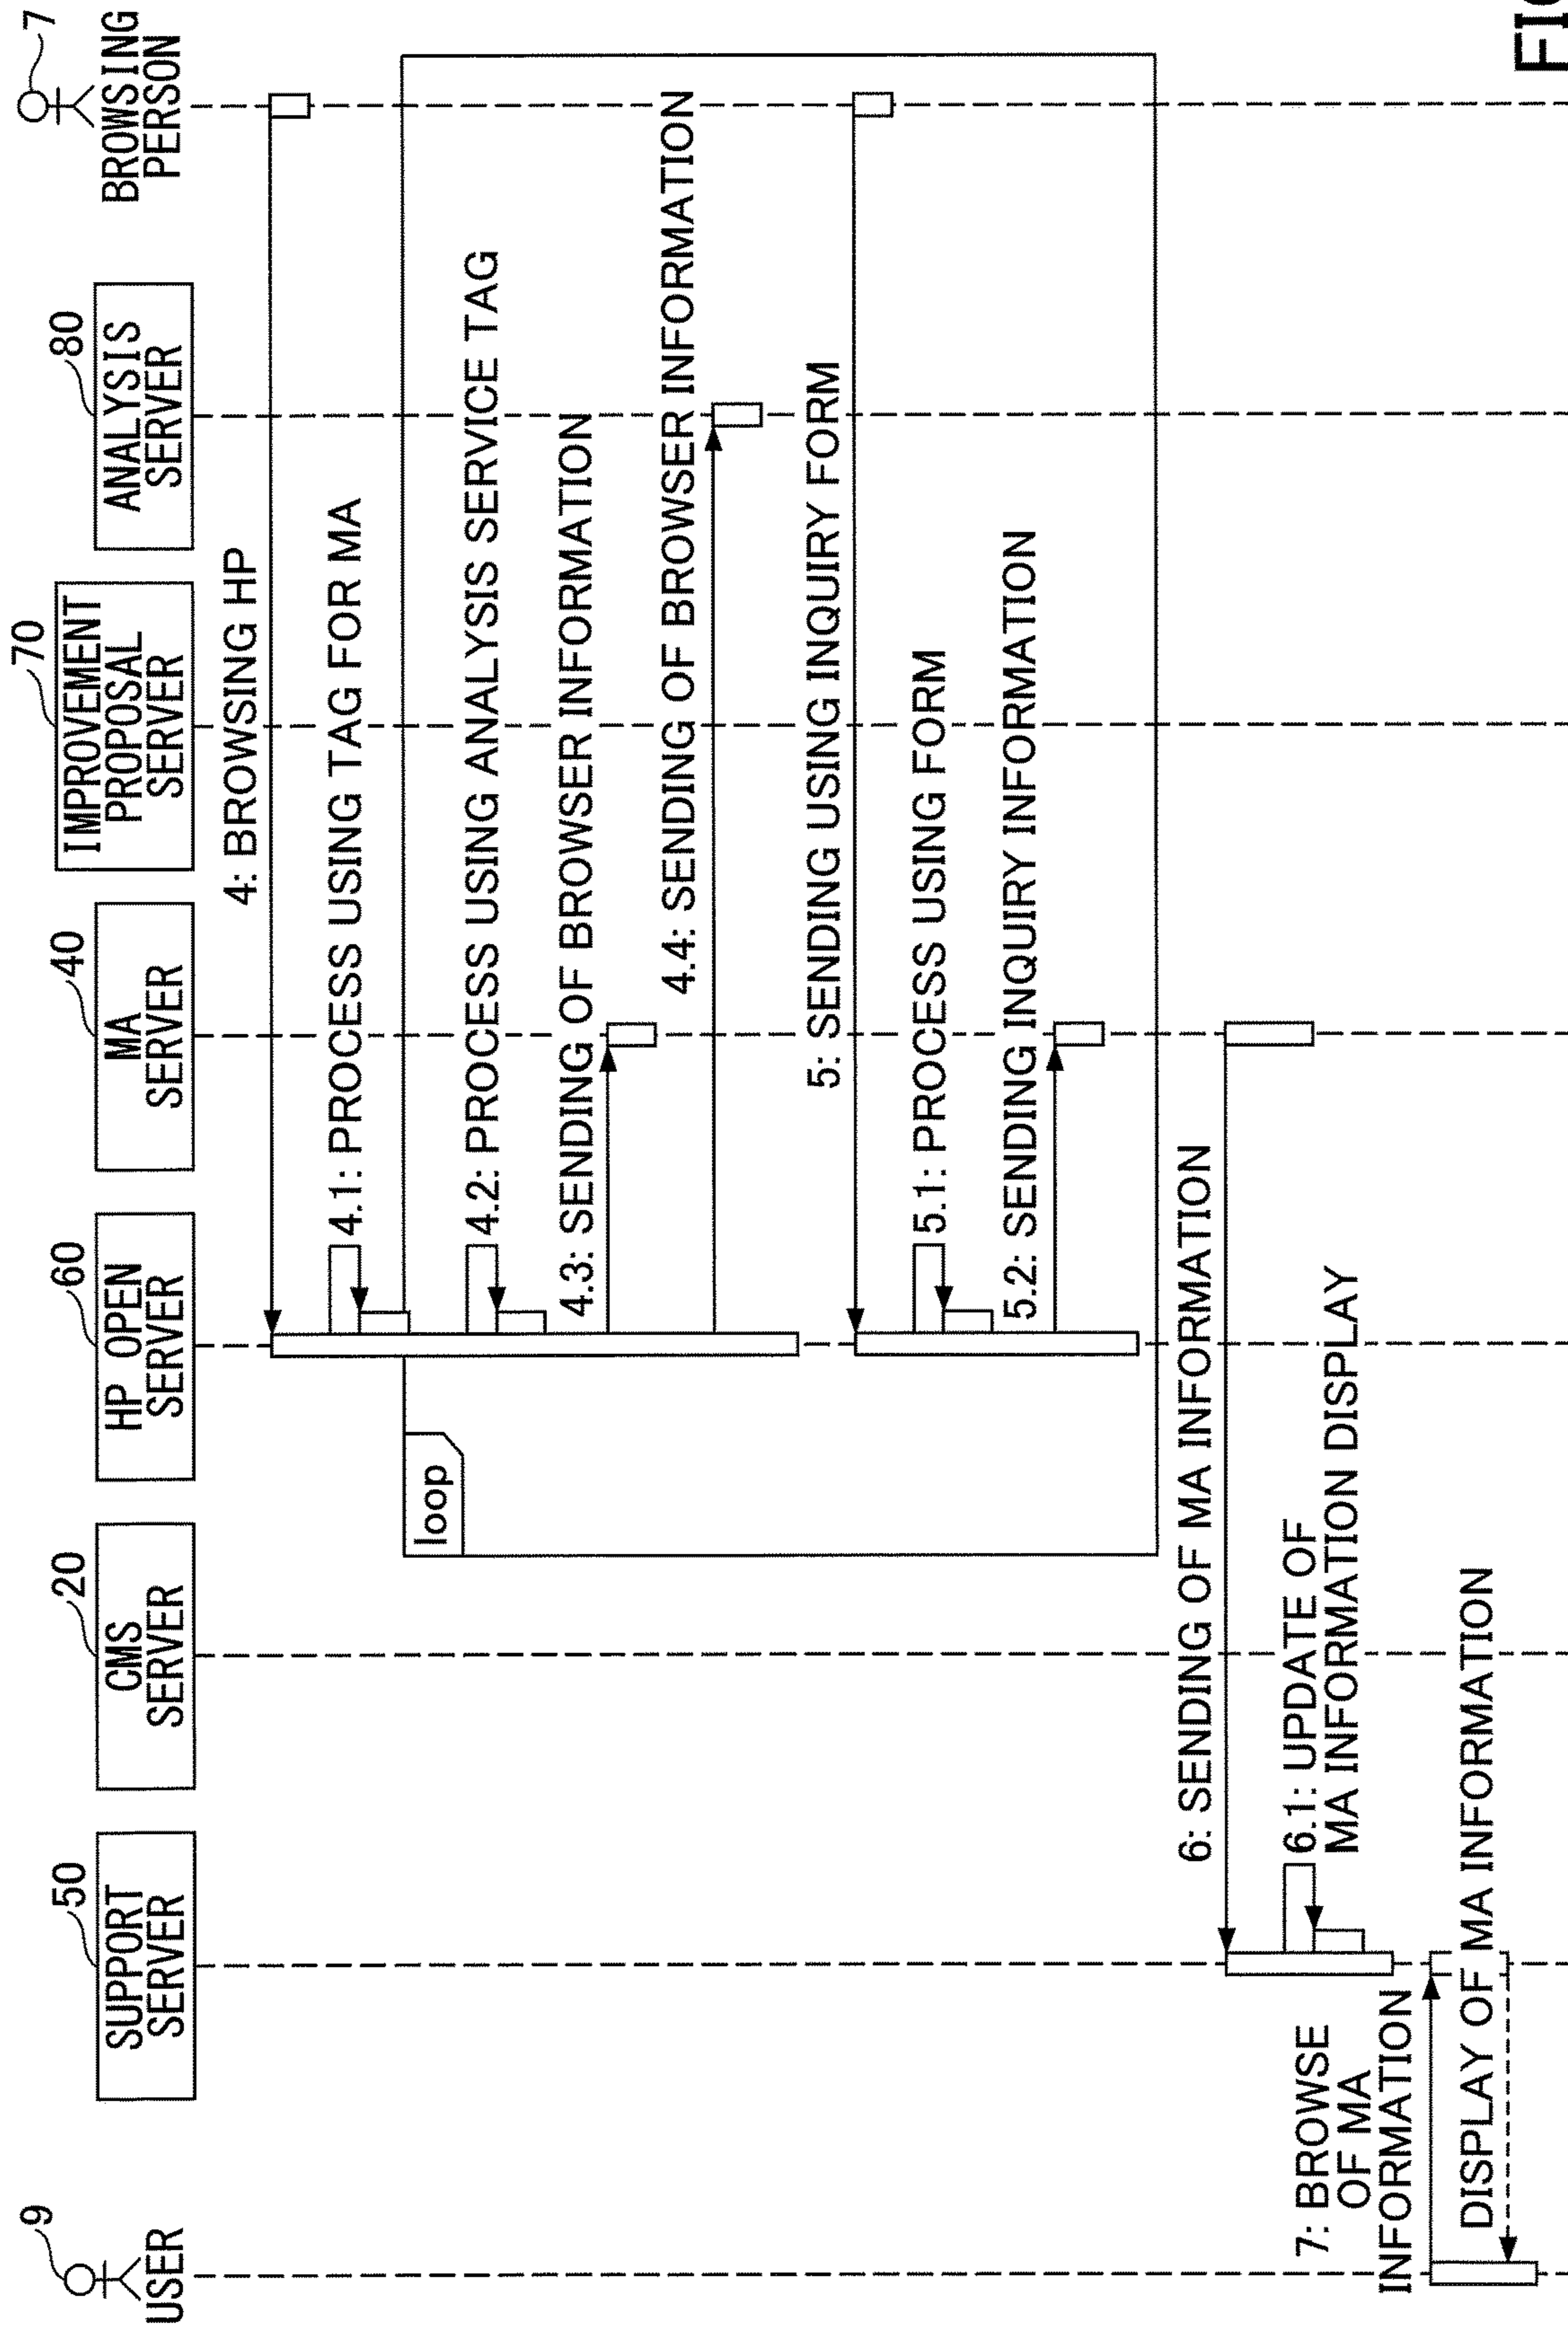 9
USER
50
SUPPORT
SERVER
20
CMS
SERVER
60
HP OPEN
SERVER
40
MA
SERVER
70
IMPROVEMENT
PROPOSAL
SERVER
80
ANALYSIS
SERVER
7
BROWSING
PERSON
4: BROWSING HP
4.1: PROCESS USING TAG FOR MA
loop
4.2: PROCESS USING ANALYSIS SERVICE TAG
4.3: SENDING OF BROWSER INFORMATION
4.4: SENDING OF BROWSER INFORMATION
5: SENDING USING INQUIRY FORM
5.1: PROCESS USING FORM
5.2: SENDING INQUIRY INFORMATION
6: SENDING OF MA INFORMATION
6.1: UPDATE OF
MA INFORMATION DISPLAY
7: BROWSE
OF MA
INFORMATION
DISPLAY OF MA INFORMATION